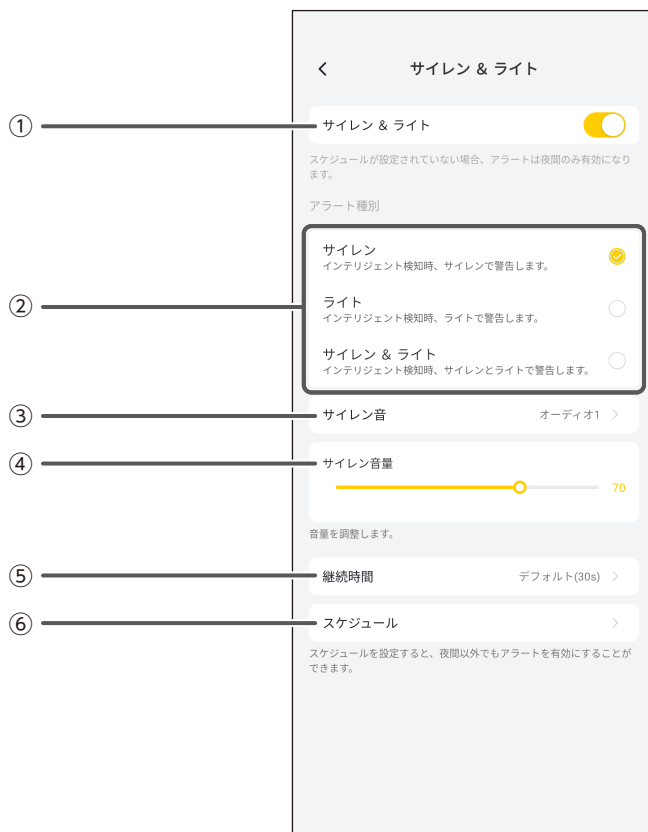 サイレン & ライト
① サイレン & ライト
スケジュールが設定されていない場合、アラートは夜間のみ有効になり
ます。
アラート種別
②
サイレン
インテリジェント検知時、サイレンで警告します。
ライト
インテリジェント検知時、ライトで警告します。
サイレン & ライト
インテリジェント検知時、サイレンとライトで警告します。
③ サイレン音 オーディオ1
④ サイレン音量
70
音量を調整します。
⑤ 継続時間 デフォルト(30s)
⑥ スケジュール
スケジュールを設定すると、夜間以外でもアラートを有効にすることが
できます。